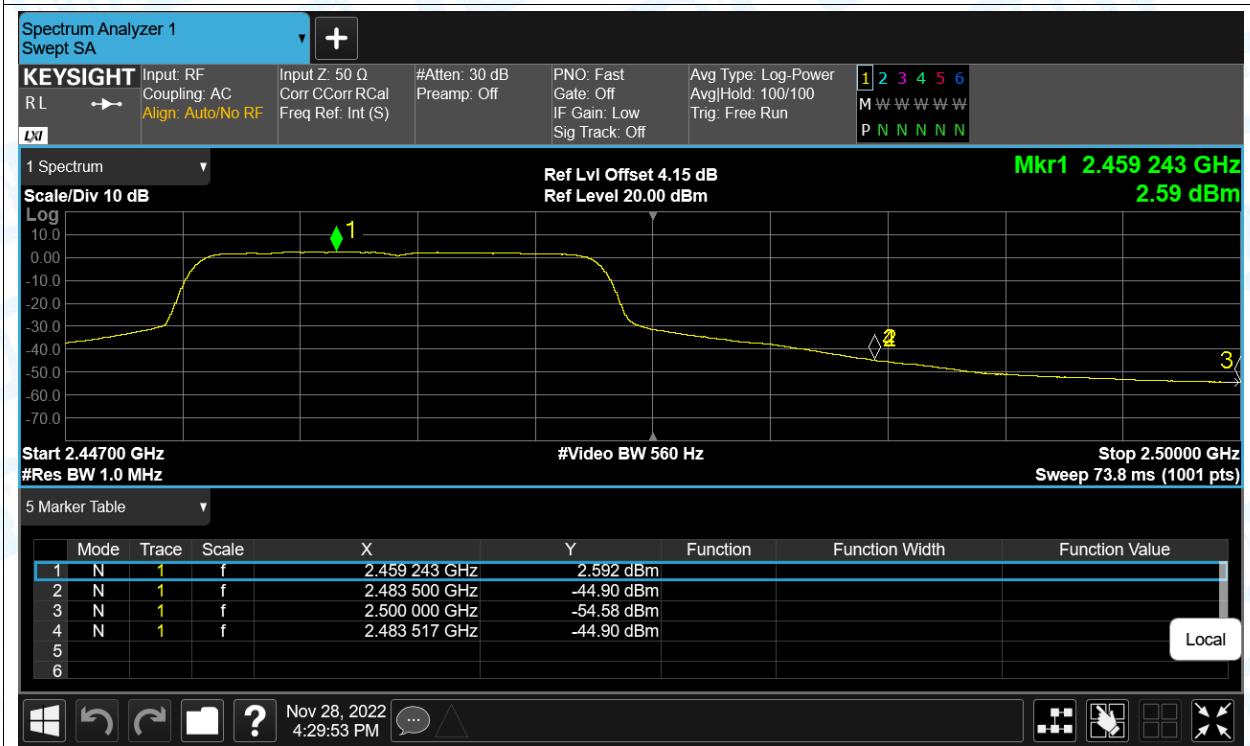 Spectrum Analyzer 1
Swept SA
KEYSIGHT Input: RF Input Z: 50 Ω #Atten: 30 dB PNO: Fast Avg Type: Log-Power 1 2 3 4 5 6
RL Coupling: AC Corr CCorr RCal Preamp: Off Gate: Off Avg|Hold: 100/100 M W W W W W
Align: Auto/No RF Freq Ref: Int (S) IF Gain: Low Trig: Free Run
LXI Sig Track: Off P N N N N N
1 Spectrum Ref Lvl Offset 4.15 dB Mkr1 2.459 243 GHz
Scale/Div 10 dB Ref Level 20.00 dBm 2.59 dBm
Log
10.0 1
0.00
-10.0
-20.0
-30.0
-40.0
-50.0 3
-60.0
-70.0
Start 2.44700 GHz #Video BW 560 Hz Stop 2.50000 GHz
#Res BW 1.0 MHz Sweep 73.8 ms (1001 pts)
5 Marker Table
Mode Trace Scale X Y Function Function Width Function Value
1 N 1 f 2.459 243 GHz 2.592 dBm
2 N 1 f 2.483 500 GHz -44.90 dBm
3 N 1 f 2.500 000 GHz -54.58 dBm
4 N 1 f 2.483 517 GHz -44.90 dBm
5
6
Local
? Nov 28, 2022
4:29:53 PM